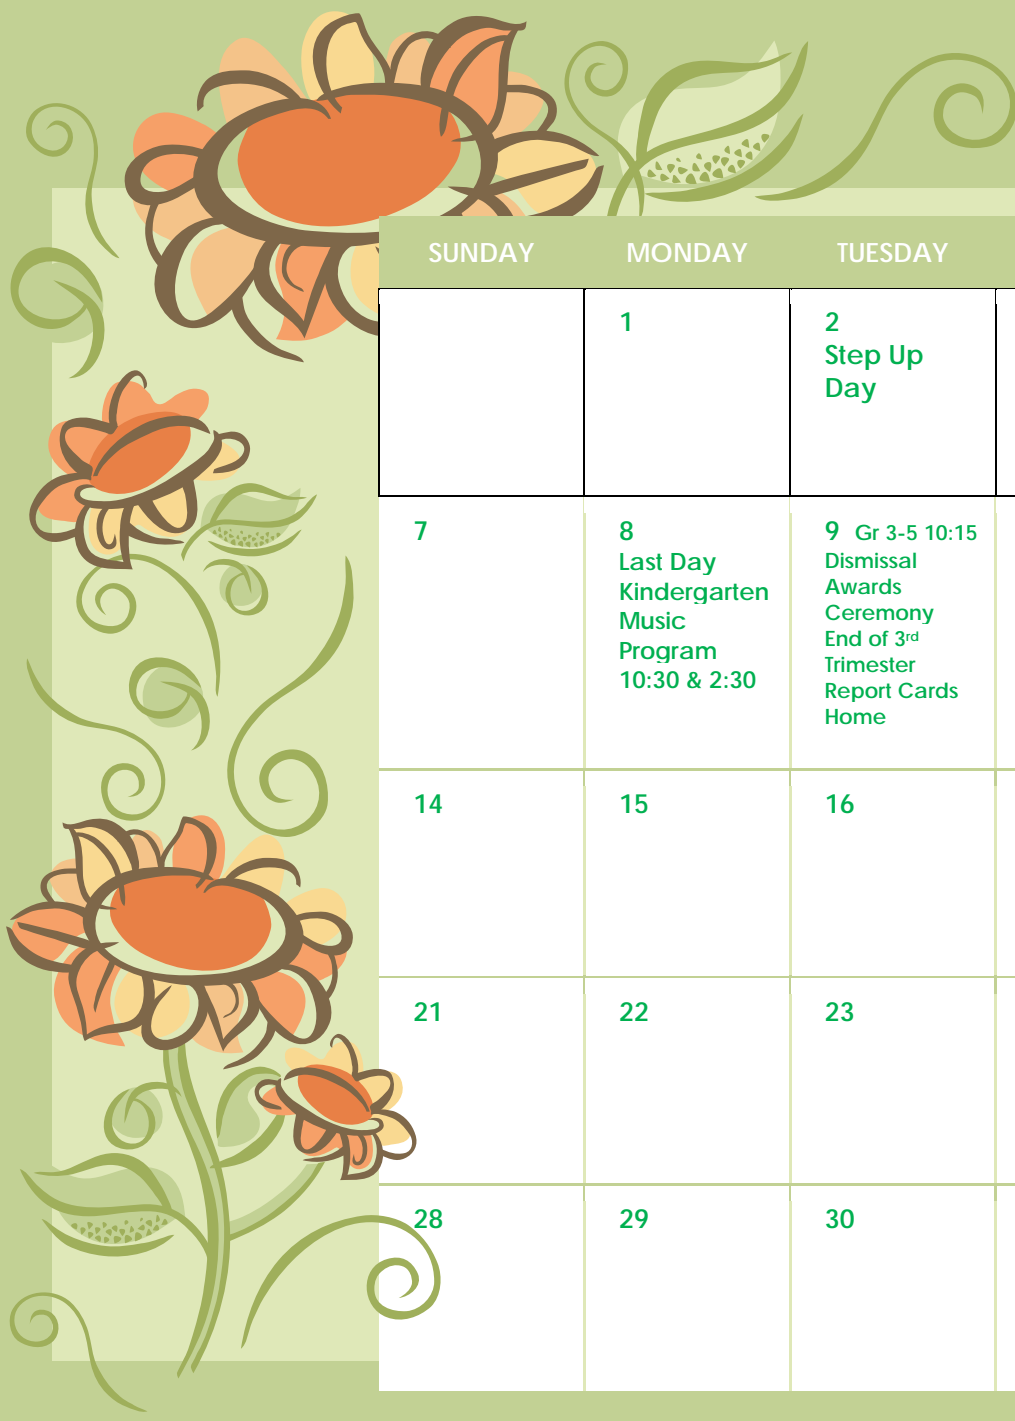 SUNDAY MONDAY TUESDAY
1
2
Step Up
Day
7
8
Last Day
Kindergarten
Music
Program
10:30 & 2:30
9 Gr 3-5 10:15
Dismissal
Awards
Ceremony
End of 3rd
Trimester
Report Cards
Home
14
15
16
21
22
23
28
29
30